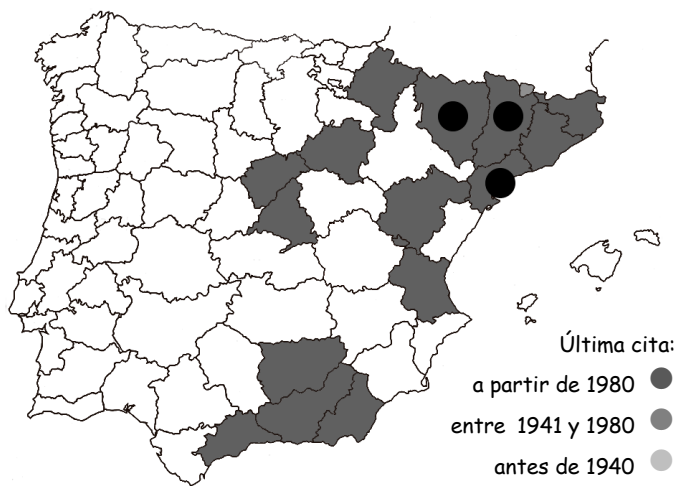 Última cita:
a partir de 1980
entre 1941 y 1980
antes de 1940